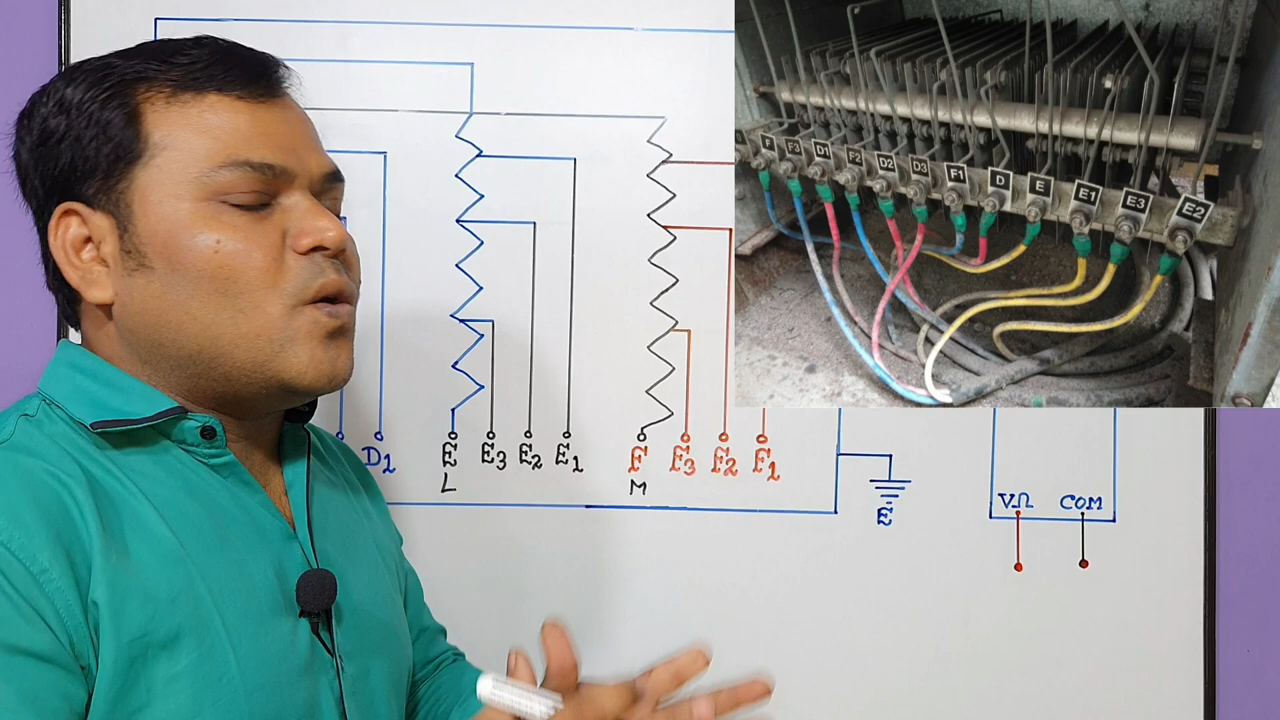 F F3 D1 F2 D2 D3 F1 D E E1 E3 E2
D1 E E3 E2 E1 F F3 F2 F1
L M
E
VΩ COM